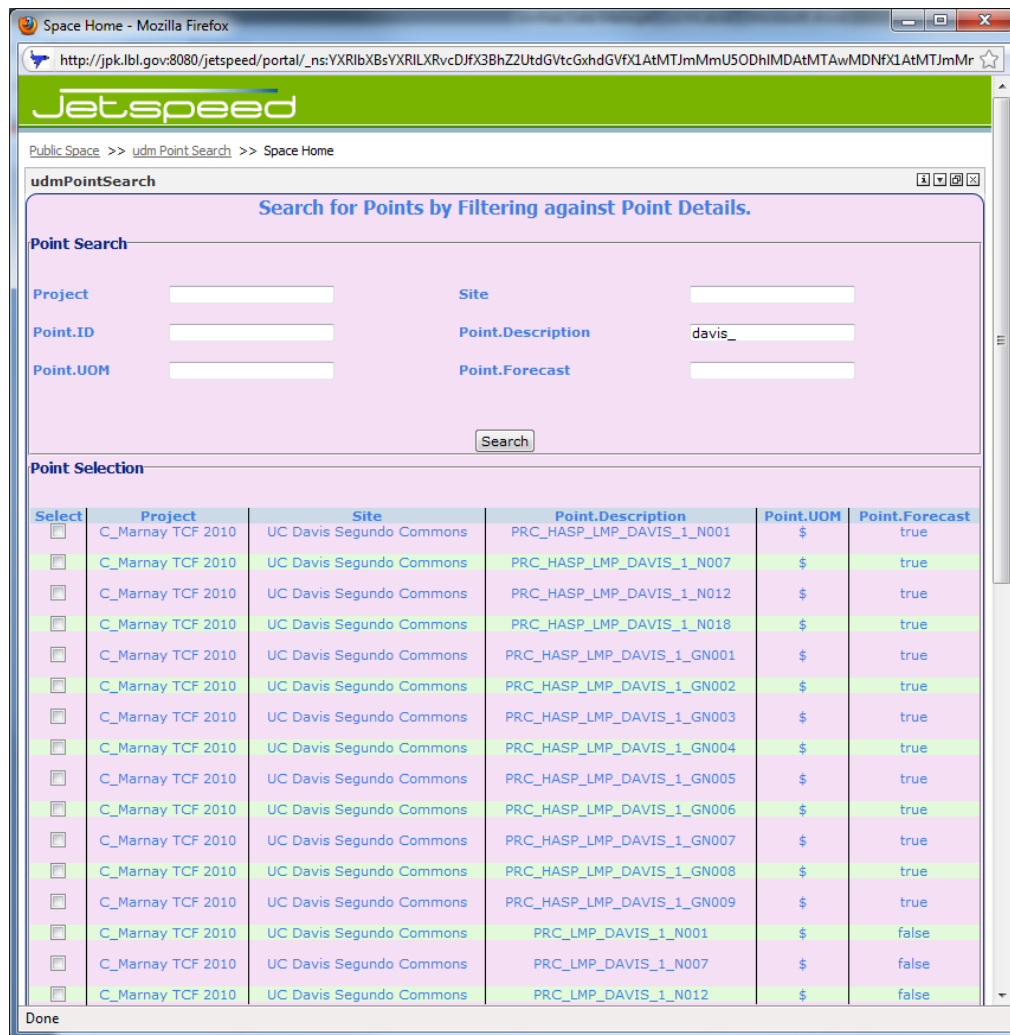 Space Home - Mozilla Firefox
Jetspeed
Public Space >> udm Point Search >> Space Home
udmPointSearch
Search for Points by Filtering against Point Details.
Point Search
Project Site
Point.ID Point.Description davis_
Point.UOM Point.Forecast
Search
Point Selection
Select Project Site Point.Description Point.UOM Point.Forecast
C_Marnay TCF 2010 UC Davis Segundo Commons PRC_HASP_LMP_DAVIS_1_N001 $ true
C_Marnay TCF 2010 UC Davis Segundo Commons PRC_HASP_LMP_DAVIS_1_N007 $ true
C_Marnay TCF 2010 UC Davis Segundo Commons PRC_HASP_LMP_DAVIS_1_N012 $ true
C_Marnay TCF 2010 UC Davis Segundo Commons PRC_HASP_LMP_DAVIS_1_N018 $ true
C_Marnay TCF 2010 UC Davis Segundo Commons PRC_HASP_LMP_DAVIS_1_GN001 $ true
C_Marnay TCF 2010 UC Davis Segundo Commons PRC_HASP_LMP_DAVIS_1_GN002 $ true
C_Marnay TCF 2010 UC Davis Segundo Commons PRC_HASP_LMP_DAVIS_1_GN003 $ true
C_Marnay TCF 2010 UC Davis Segundo Commons PRC_HASP_LMP_DAVIS_1_GN004 $ true
C_Marnay TCF 2010 UC Davis Segundo Commons PRC_HASP_LMP_DAVIS_1_GN005 $ true
C_Marnay TCF 2010 UC Davis Segundo Commons PRC_HASP_LMP_DAVIS_1_GN006 $ true
C_Marnay TCF 2010 UC Davis Segundo Commons PRC_HASP_LMP_DAVIS_1_GN007 $ true
C_Marnay TCF 2010 UC Davis Segundo Commons PRC_HASP_LMP_DAVIS_1_GN008 $ true
C_Marnay TCF 2010 UC Davis Segundo Commons PRC_HASP_LMP_DAVIS_1_GN009 $ true
C_Marnay TCF 2010 UC Davis Segundo Commons PRC_LMP_DAVIS_1_N001 $ false
C_Marnay TCF 2010 UC Davis Segundo Commons PRC_LMP_DAVIS_1_N007 $ false
C_Marnay TCF 2010 UC Davis Segundo Commons PRC_LMP_DAVIS_1_N012 $ false
Done